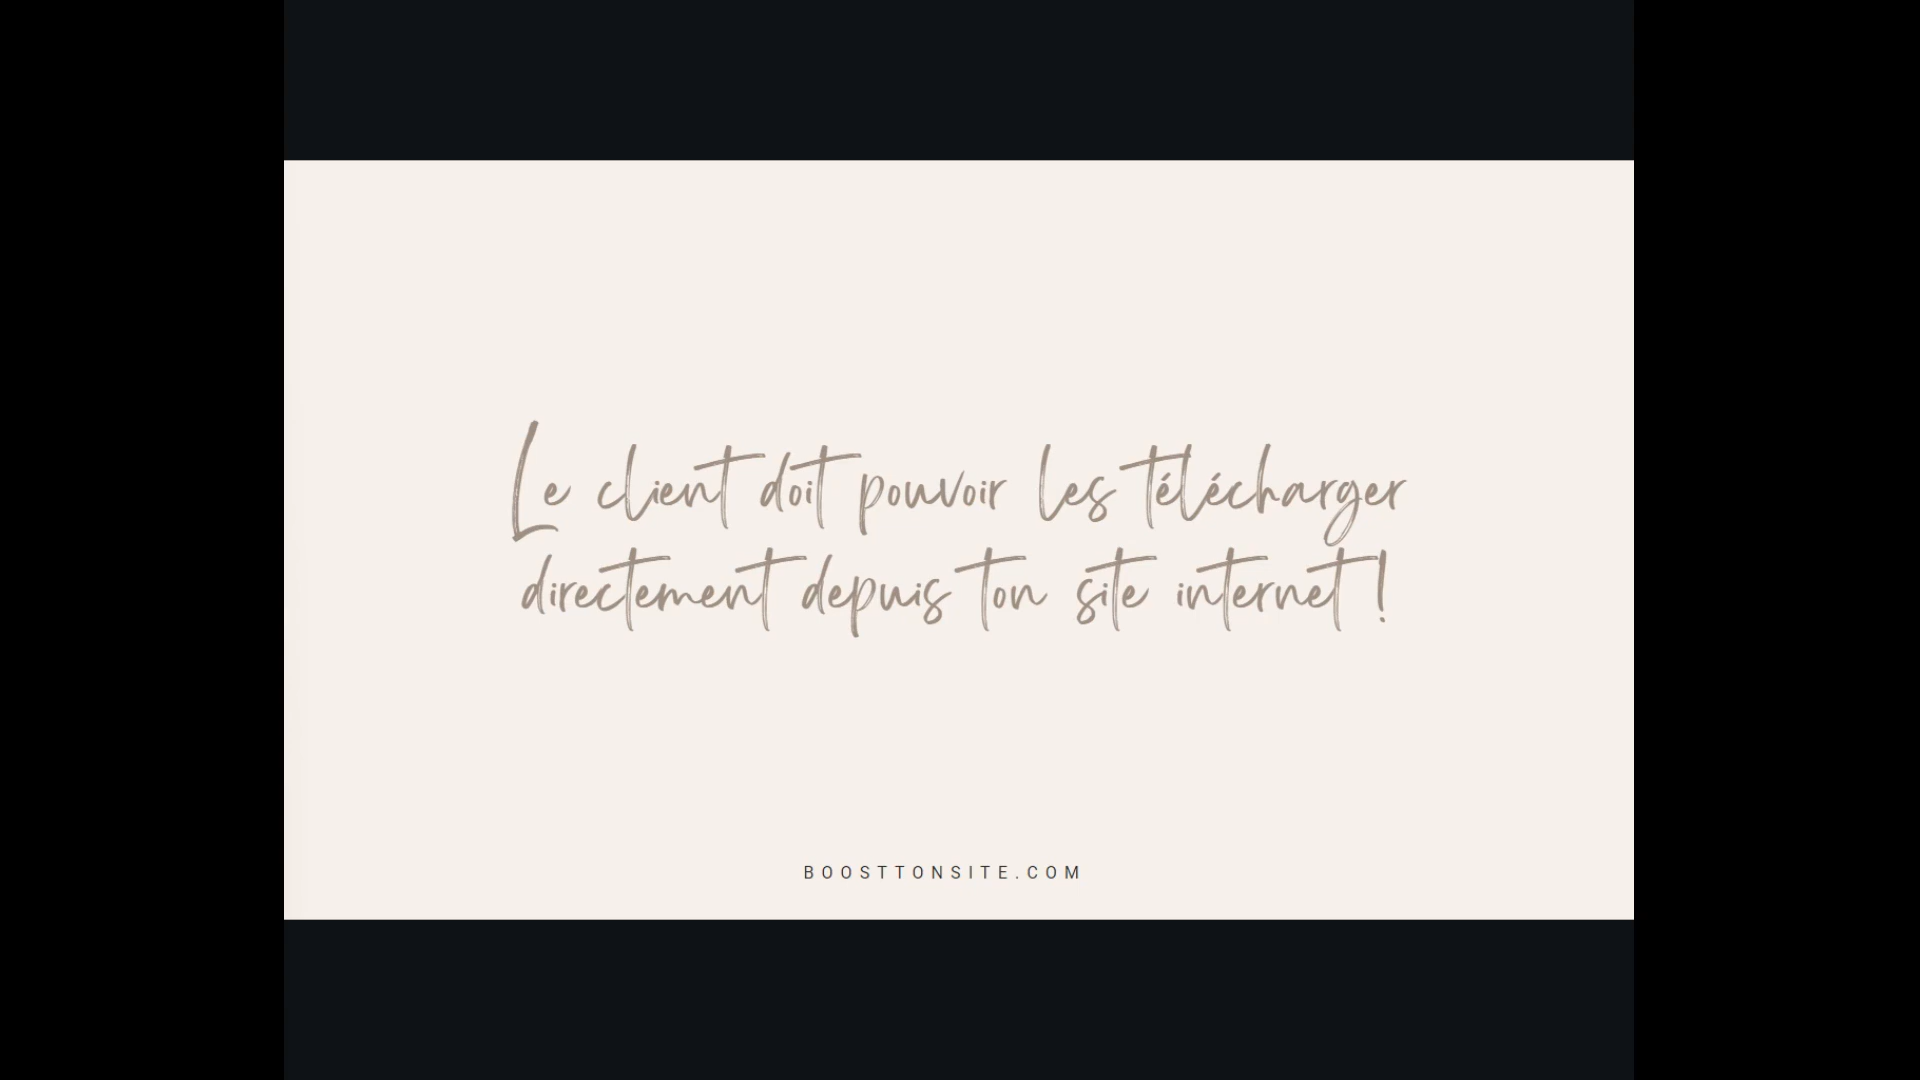 Le client doit pouvoir les télécharger
directement depuis ton site internet !
BOOSTTONSITE.COM